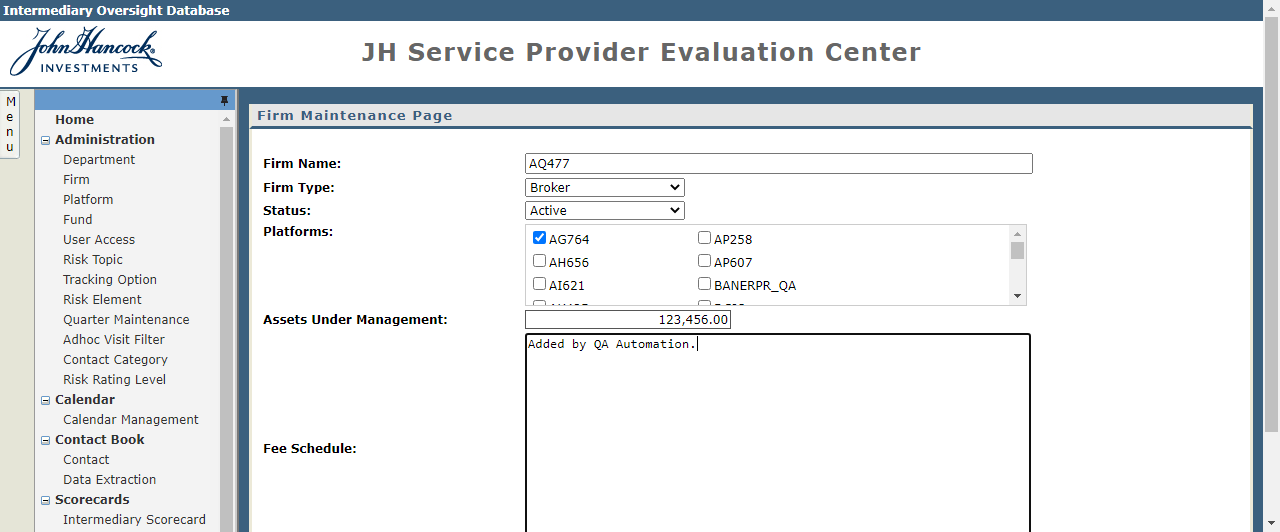 Intermediary Oversight Database
John Hancock
INVESTMENTS
JH Service Provider Evaluation Center
Menu
Home
Administration
Department
Firm
Platform
Fund
User Access
Risk Topic
Tracking Option
Risk Element
Quarter Maintenance
Adhoc Visit Filter
Contact Category
Risk Rating Level
Calendar
Calendar Management
Contact Book
Contact
Data Extraction
Scorecards
Intermediary Scorecard
Firm Maintenance Page
Firm Name: AQ477
Firm Type: Broker
Status: Active
Platforms:
AG764 AP258
AH656 AP607
AI621 BANERPR_QA
Assets Under Management: 123,456.00
Added by QA Automation.
Fee Schedule: